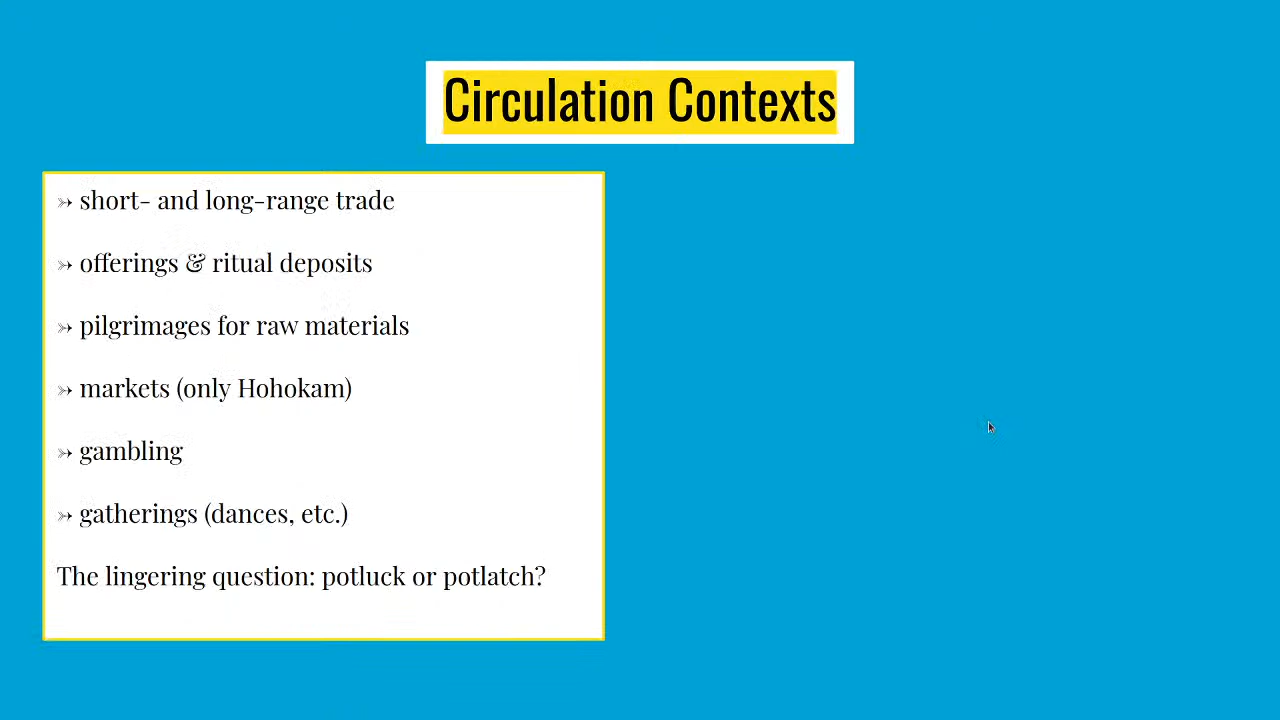 Circulation Contexts
➳ short- and long-range trade
➳ offerings & ritual deposits
➳ pilgrimages for raw materials
➳ markets (only Hohokam)
➳ gambling
➳ gatherings (dances, etc.)
The lingering question: potluck or potlatch?